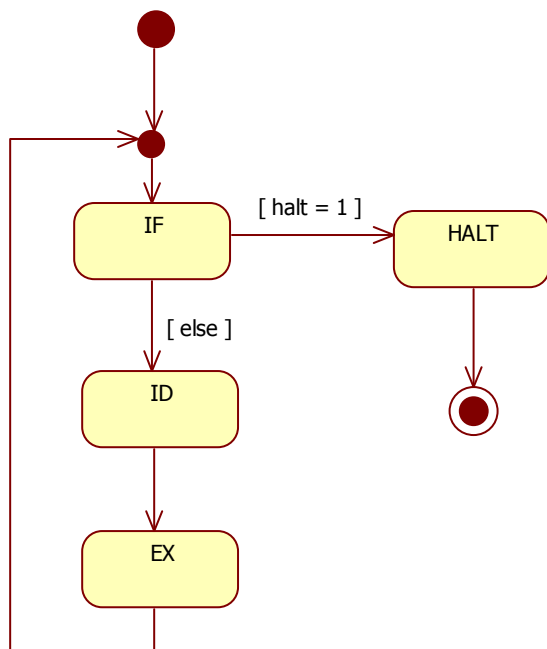 IF
[ halt = 1 ]
HALT
[ else ]
ID
EX